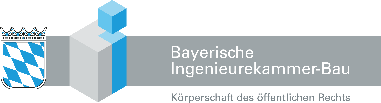 Bayerische
Ingenieurekammer-Bau
Körperschaft des öffentlichen Rechts